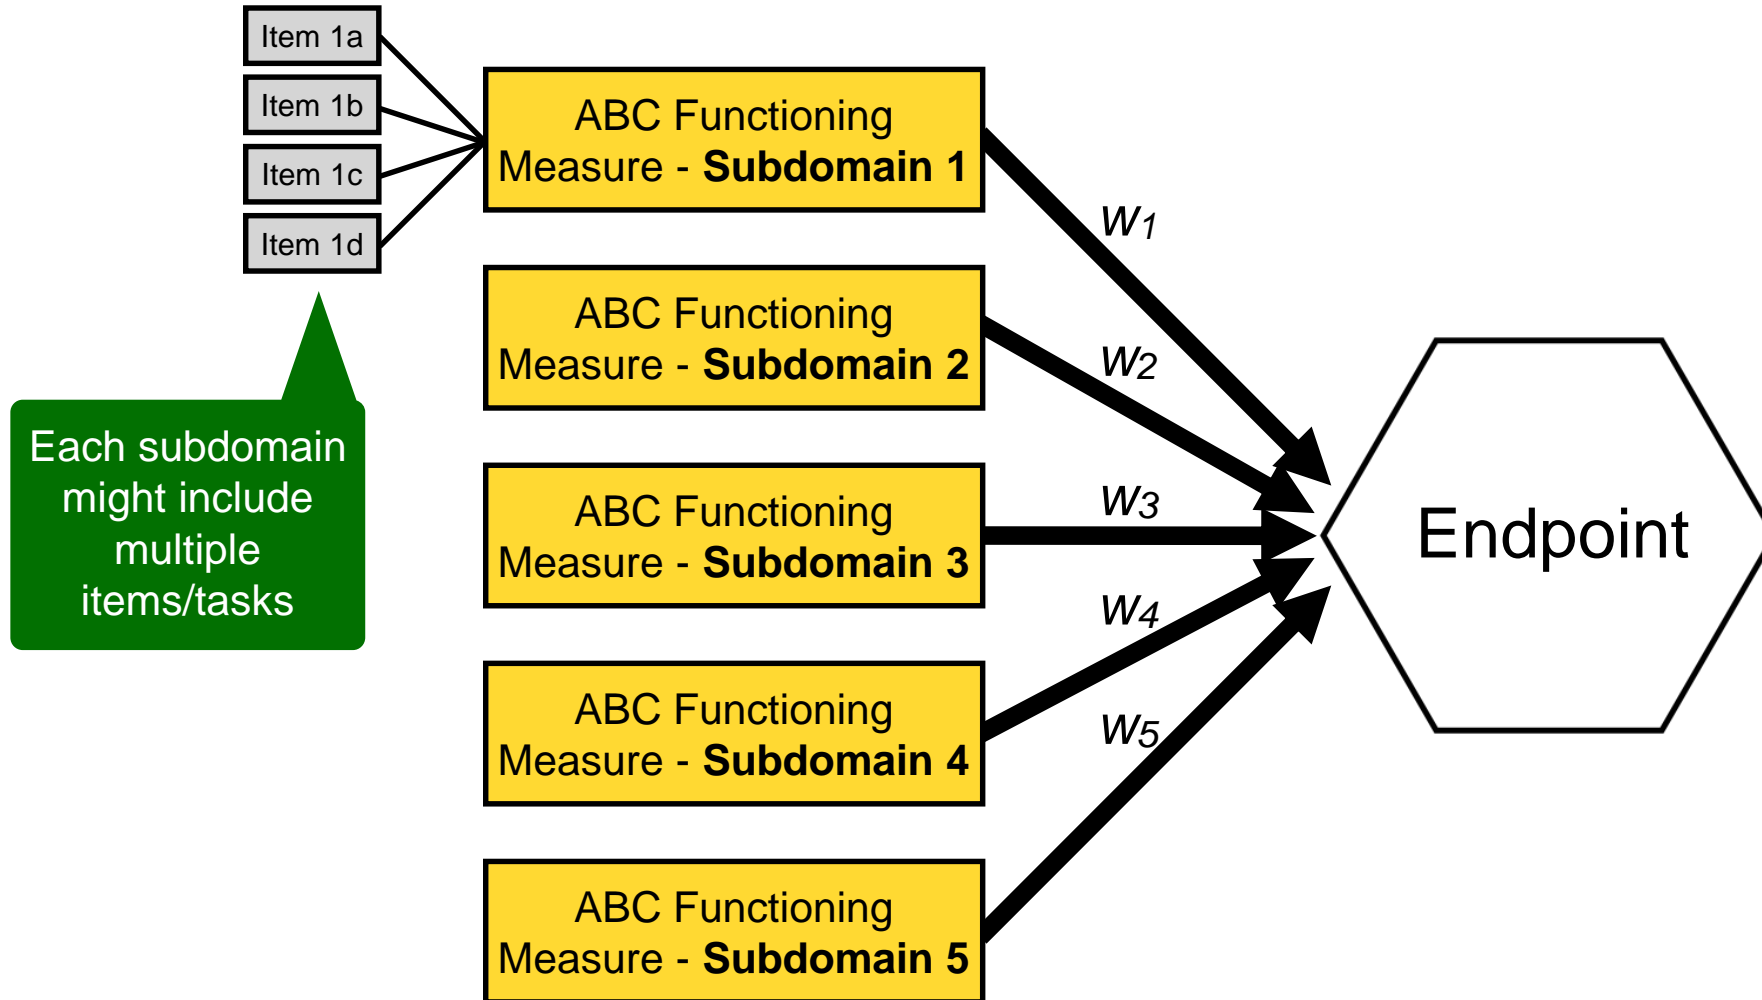 Item 1a
Item 1b
Item 1c
Item 1d
Each subdomain
might include
multiple
items/tasks
ABC Functioning
Measure - Subdomain 1
ABC Functioning
Measure - Subdomain 2
ABC Functioning
Measure - Subdomain 3
ABC Functioning
Measure - Subdomain 4
ABC Functioning
Measure - Subdomain 5
w1
w2
w3
w4
w5
Endpoint